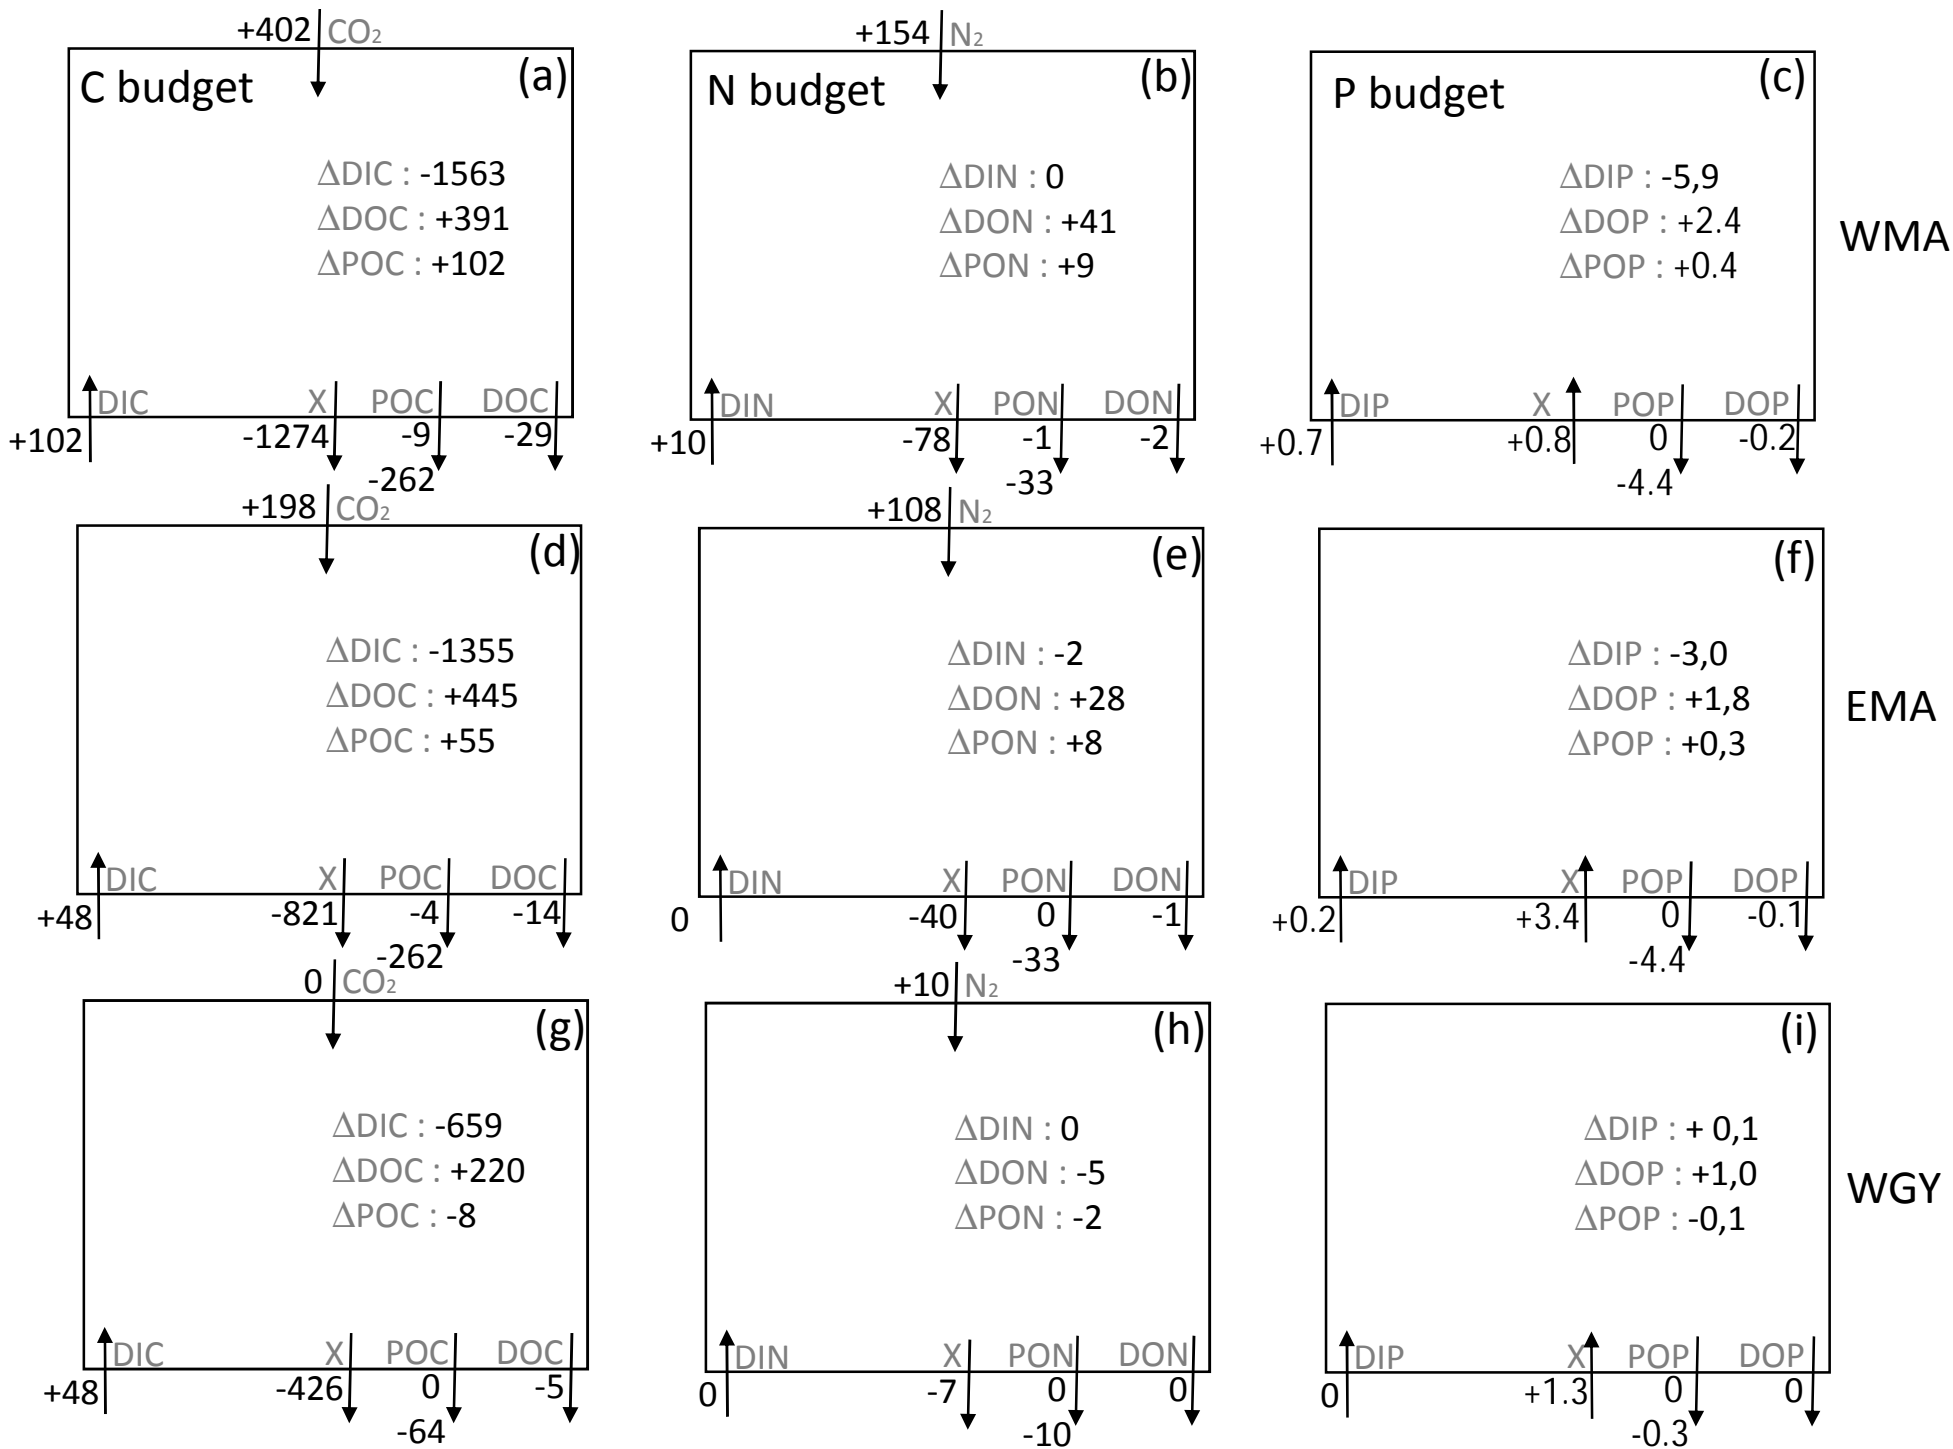 +402 CO₂
C budget (a)
ΔDIC : -1563
ΔDOC : +391
ΔPOC : +102
DIC X POC DOC
+102 -1274 -9 -29
-262
+154 N₂
N budget (b)
ΔDIN : 0
ΔDON : +41
ΔPON : +9
DIN X PON DON
+10 -78 -1 -2
-33
P budget (c)
ΔDIP : -5,9
ΔDOP : +2.4
ΔPOP : +0.4
DIP X POP DOP
+0.7 +0.8 0 -0.2
-4.4
WMA
+198 CO₂
(d)
ΔDIC : -1355
ΔDOC : +445
ΔPOC : +55
DIC X POC DOC
+48 -821 -4 -14
-262
+108 N₂
(e)
ΔDIN : -2
ΔDON : +28
ΔPON : +8
DIN X PON DON
0 -40 0 -1
-33
(f)
ΔDIP : -3,0
ΔDOP : +1,8
ΔPOP : +0,3
DIP X POP DOP
+0.2 +3.4 0 -0.1
-4.4
EMA
0 CO₂
(g)
ΔDIC : -659
ΔDOC : +220
ΔPOC : -8
DIC X POC DOC
+48 -426 0 -5
-64
+10 N₂
(h)
ΔDIN : 0
ΔDON : -5
ΔPON : -2
DIN X PON DON
0 -7 0 0
-10
(i)
ΔDIP : + 0,1
ΔDOP : +1,0
ΔPOP : -0,1
DIP X POP DOP
0 +1.3 0 0
-0.3
WGY